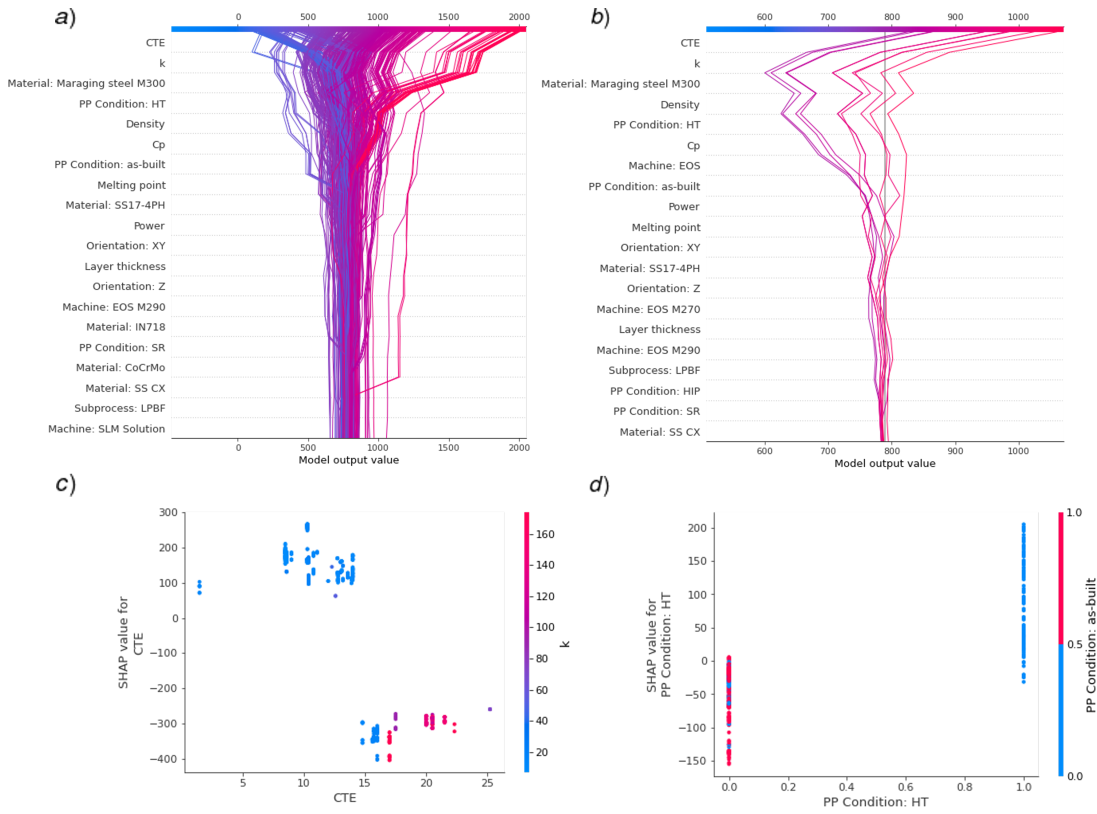 a)
b)
0 500 1000 1500 2000
600 700 800 900 1000
CTE
k
Material: Maraging steel M300
PP Condition: HT
Density
Cp
PP Condition: as-built
Melting point
Material: SS17-4PH
Power
Orientation: XY
Layer thickness
Orientation: Z
Machine: EOS M290
Material: IN718
PP Condition: SR
Material: CoCrMo
Material: SS CX
Subprocess: LPBF
Machine: SLM Solution
0 500 1000 1500 2000
Model output value
CTE
k
Material: Maraging steel M300
Density
PP Condition: HT
Cp
Machine: EOS
PP Condition: as-built
Power
Melting point
Orientation: XY
Material: SS17-4PH
Orientation: Z
Machine: EOS M270
Layer thickness
Machine: EOS M290
Subprocess: LPBF
PP Condition: HIP
PP Condition: SR
Material: SS CX
600 700 800 900 1000
Model output value
c)
d)
300
200
100
0
−100
−200
−300
−400
SHAP value for
CTE
5 10 15 20 25
CTE
160
140
120
100
80
60
40
20
k
200
150
100
50
0
−50
−100
−150
SHAP value for
PP Condition: HT
0.0 0.2 0.4 0.6 0.8 1.0
PP Condition: HT
1.0
0.5
0.0
PP Condition: as-built